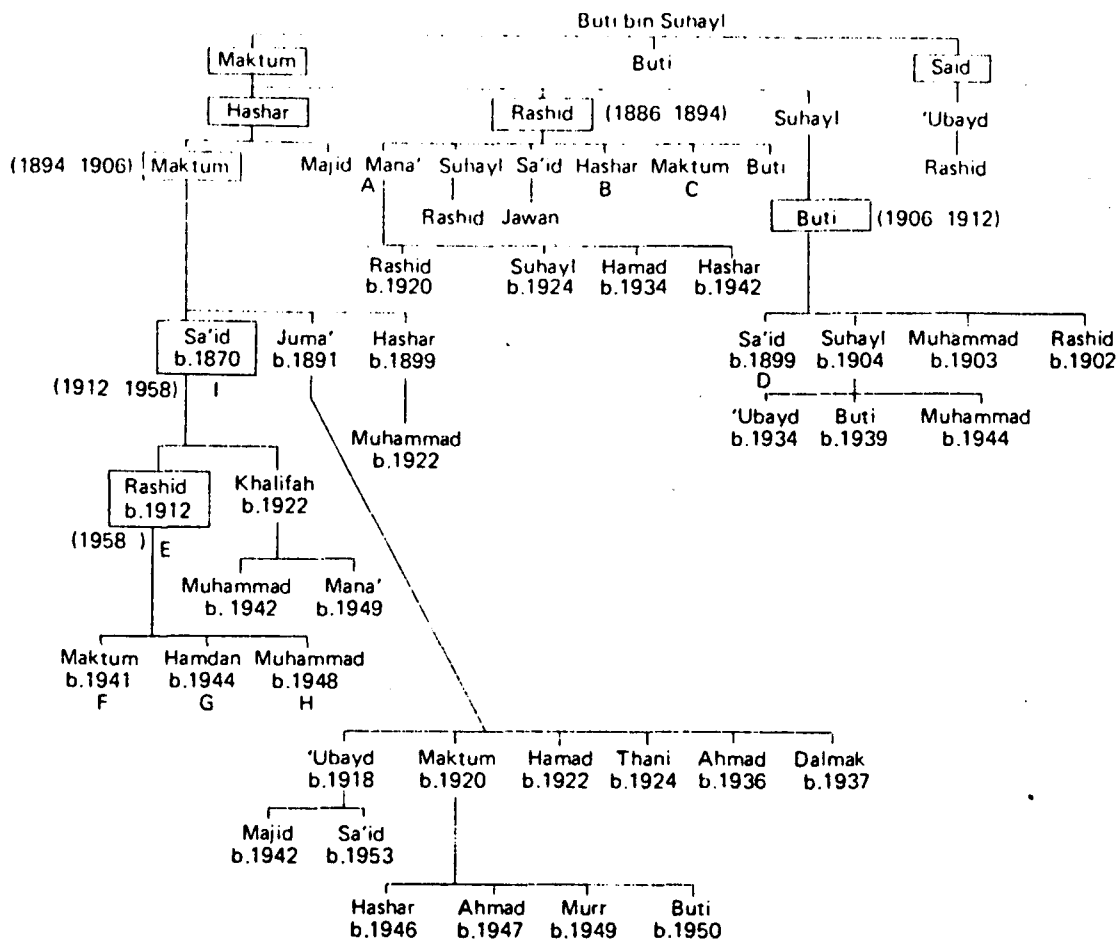 Buti bin Suhayl
Maktum Buti Said
Hashar Rashid (1886 1894) Suhayl 'Ubayd
(1894 1906) Maktum Majid Mana' Suhayl Sa'id Hashar Maktum Buti Rashid
A B C
Rashid Jawan Buti (1906 1912)
Rashid Suhayl Hamad Hashar
b.1920 b.1924 b.1934 b.1942
Sa'id Juma' Hashar Sa'id Suhayl Muhammad Rashid
b.1870 b.1891 b.1899 b.1899 b.1904 b.1903 b.1902
(1912 1958) I D
'Ubayd Buti Muhammad
b.1934 b.1939 b.1944
Muhammad
b.1922
Rashid Khalifah
b.1912 b.1922
(1958 ) E
Muhammad Mana'
b. 1942 b.1949
Maktum Hamdan Muhammad
b.1941 b.1944 b.1948
F G H
'Ubayd Maktum Hamad Thani Ahmad Dalmak
b.1918 b.1920 b.1922 b.1924 b.1936 b.1937
Majid Sa'id
b.1942 b.1953
Hashar Ahmad Murr Buti
b.1946 b.1947 b.1949 b.1950